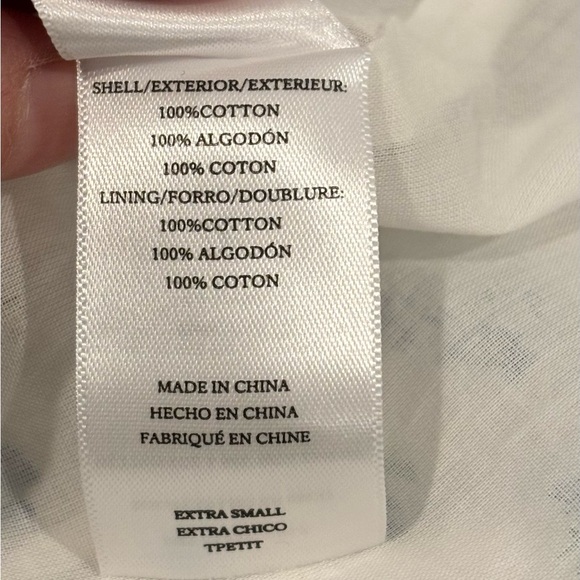 SHELL/EXTERIOR/EXTERIEUR:
100%COTTON
100% ALGODÓN
100% COTON
LINING/FORRO/DOUBLURE:
100%COTTON
100% ALGODÓN
100% COTON
MADE IN CHINA
HECHO EN CHINA
FABRIQUÉ EN CHINE
EXTRA SMALL
EXTRA CHICO
TPETIT